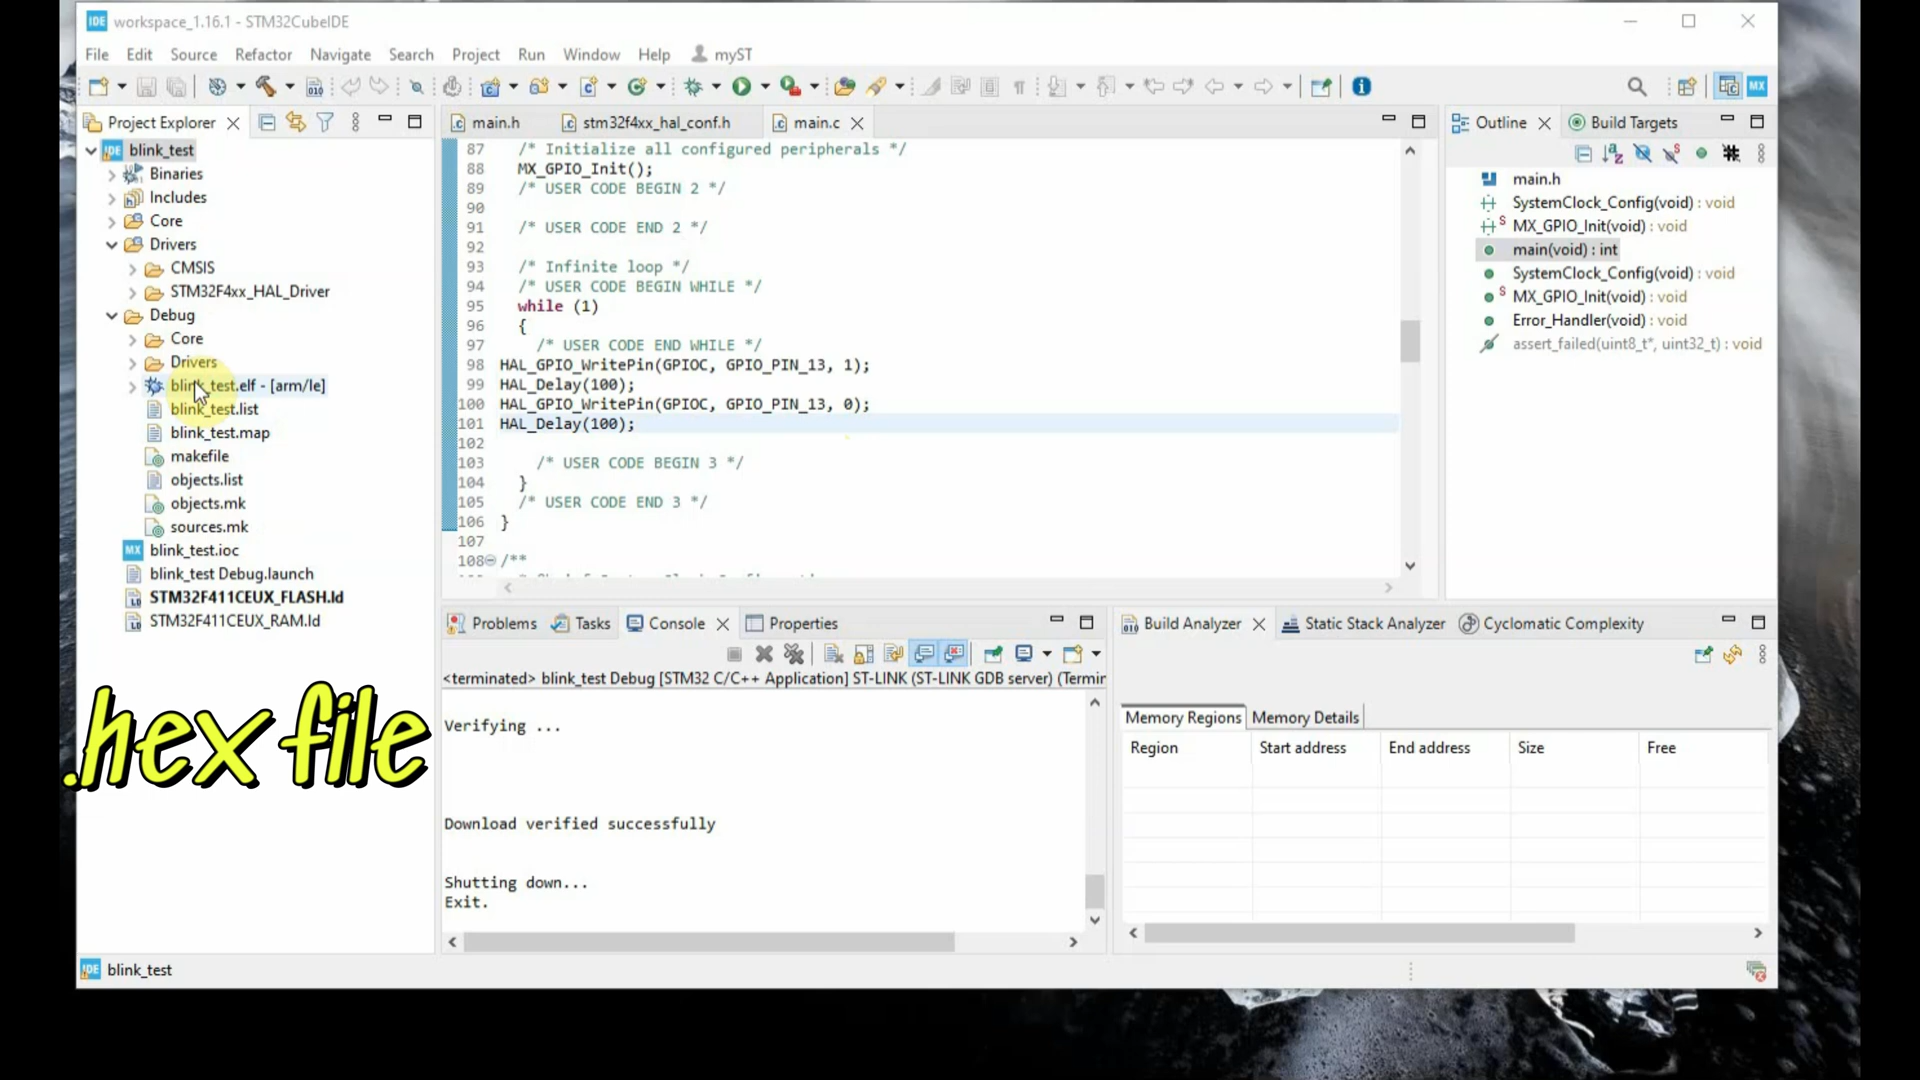 IDE workspace_1.16.1 - STM32CubeIDE
File Edit Source Refactor Navigate Search Project Run Window Help myST
Project Explorer
IDE blink_test
Binaries
Includes
Core
Drivers
CMSIS
STM32F4xx_HAL_Driver
Debug
Core
Drivers
blink_test.elf - [arm/le]
blink_test.list
blink_test.map
makefile
objects.list
objects.mk
sources.mk
MX blink_test.ioc
blink_test Debug.launch
STM32F411CEUX_FLASH.ld
STM32F411CEUX_RAM.ld
.hex file
main.h stm32f4xx_hal_conf.h main.c
87 /* Initialize all configured peripherals */
88 MX_GPIO_Init();
89 /* USER CODE BEGIN 2 */
90
91 /* USER CODE END 2 */
92
93 /* Infinite loop */
94 /* USER CODE BEGIN WHILE */
95 while (1)
96 {
97 /* USER CODE END WHILE */
98 HAL_GPIO_WritePin(GPIOC, GPIO_PIN_13, 1);
99 HAL_Delay(100);
100 HAL_GPIO_WritePin(GPIOC, GPIO_PIN_13, 0);
101 HAL_Delay(100);
102
103 /* USER CODE BEGIN 3 */
104 }
105 /* USER CODE END 3 */
106 }
107
108 /**
Outline Build Targets
main.h
SystemClock_Config(void) : void
MX_GPIO_Init(void) : void
main(void) : int
SystemClock_Config(void) : void
MX_GPIO_Init(void) : void
Error_Handler(void) : void
assert_failed(uint8_t*, uint32_t) : void
Problems Tasks Console Properties
<terminated> blink_test Debug [STM32 C/C++ Application] ST-LINK (ST-LINK GDB server) (Termin
Verifying ...
Download verified successfully
Shutting down...
Exit.
Build Analyzer Static Stack Analyzer Cyclomatic Complexity
Memory Regions Memory Details
Region Start address End address Size Free
IDE blink_test